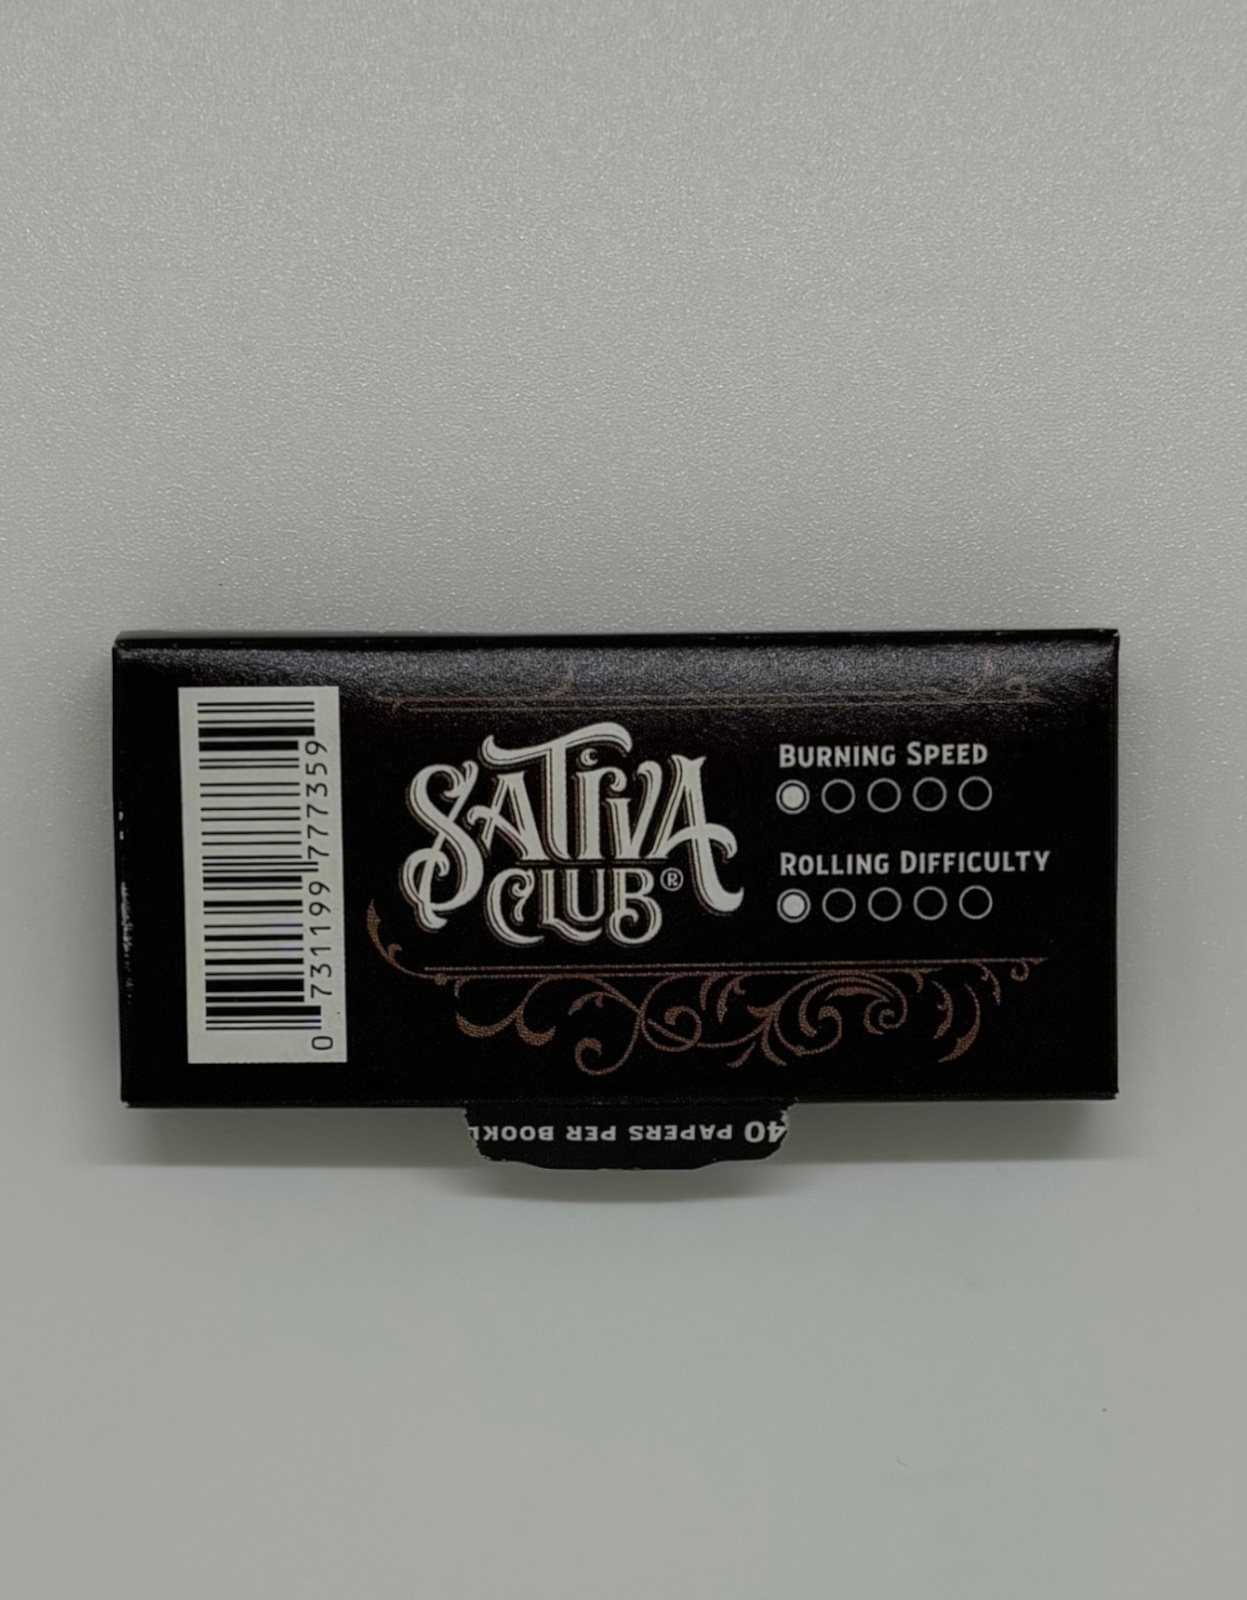 0 731199 777359
SATIVA
CLUB®
BURNING SPEED
ROLLING DIFFICULTY
40 PAPERS PER